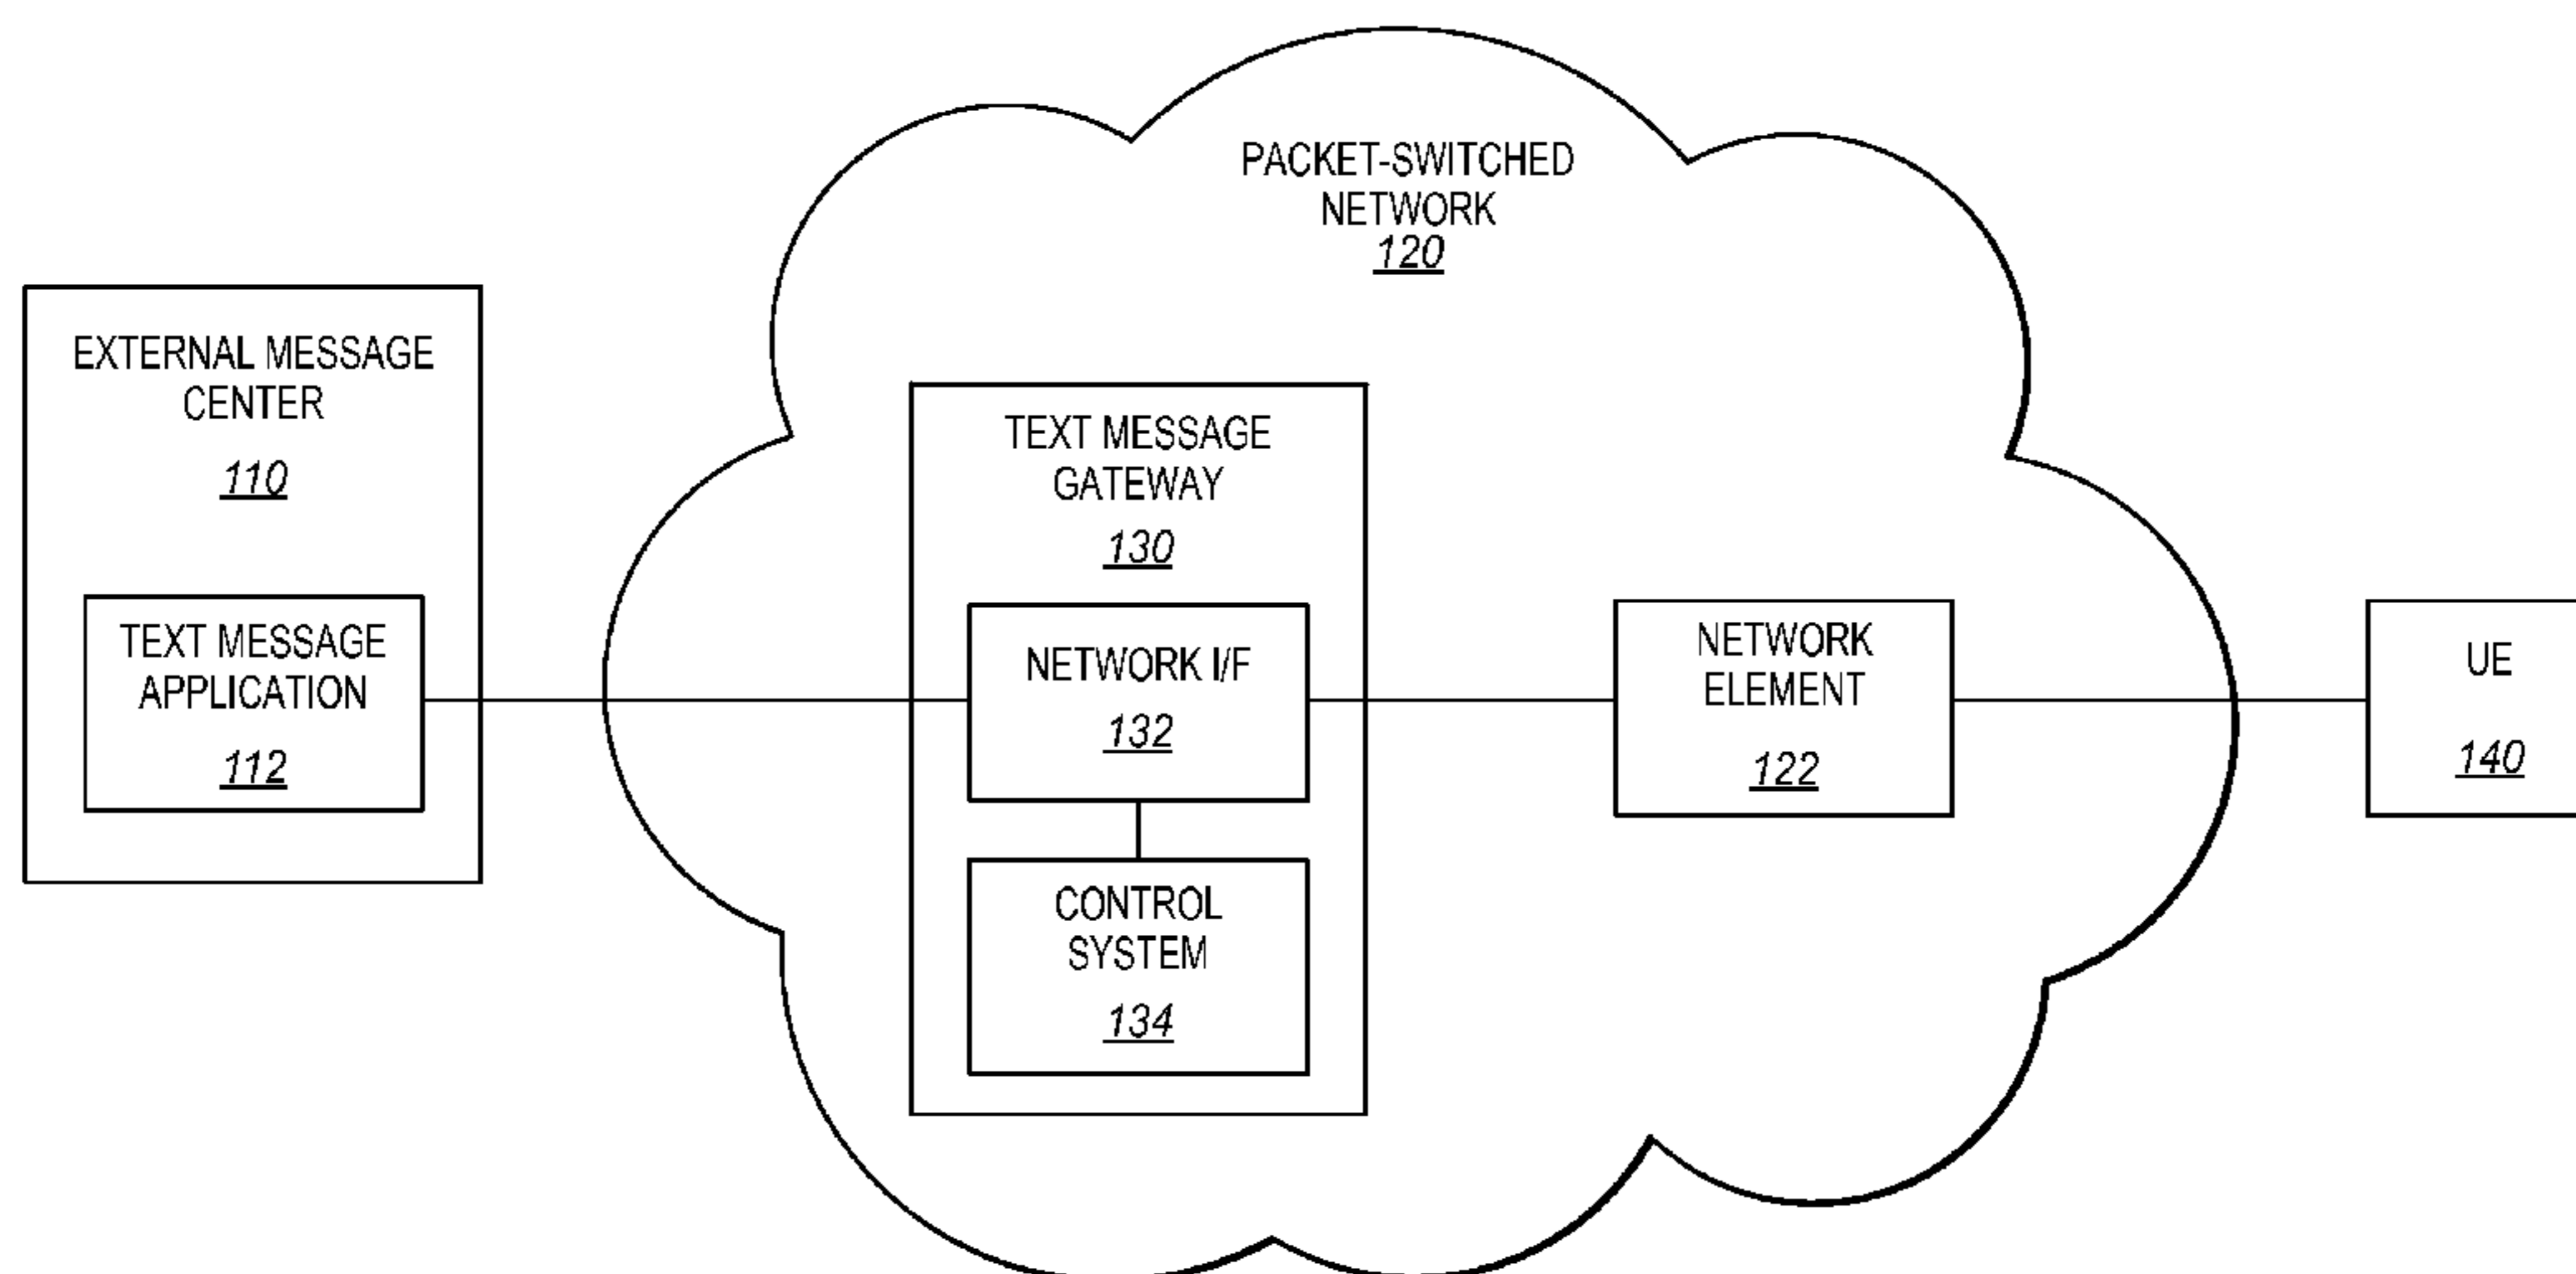 PACKET-SWITCHED
NETWORK
120
EXTERNAL MESSAGE
CENTER
110
TEXT MESSAGE
APPLICATION
112
TEXT MESSAGE
GATEWAY
130
NETWORK I/F
132
CONTROL
SYSTEM
134
NETWORK
ELEMENT
122
UE
140